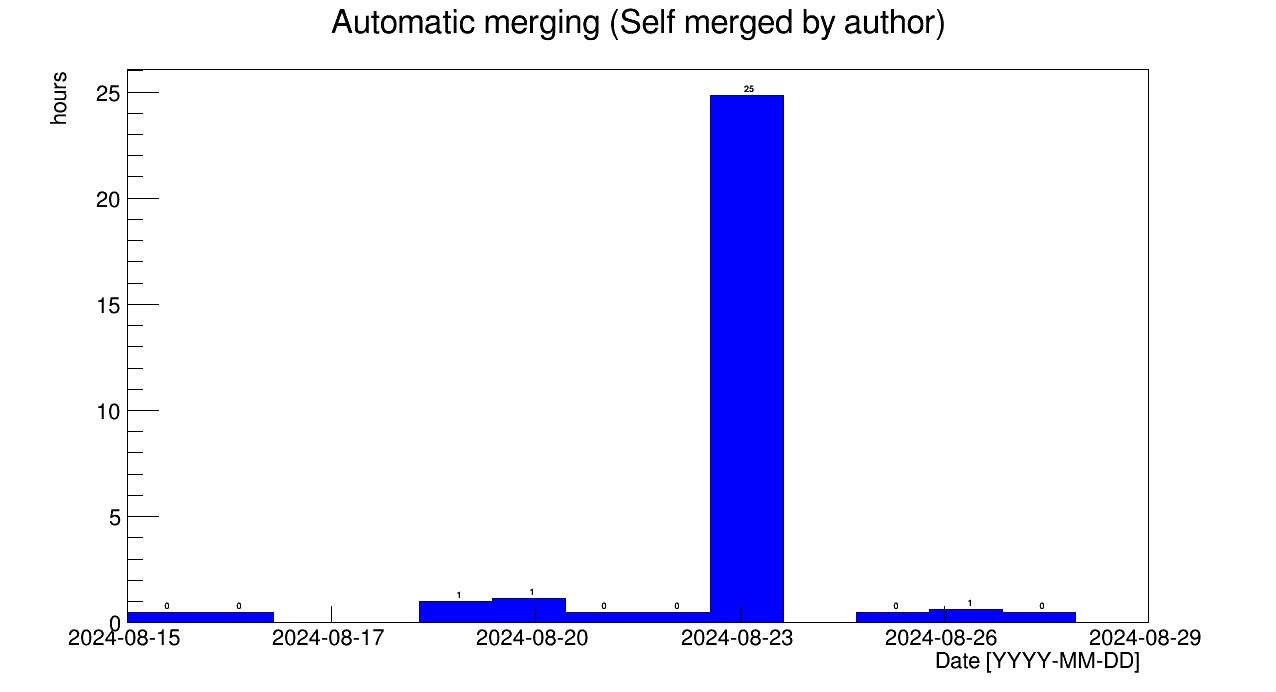 Automatic merging (Self merged by author)
hours
25
20
15
10
5
0
0 0 1 1 0 0 25 0 1 0
2024-08-15 2024-08-17 2024-08-20 2024-08-23 2024-08-26 2024-08-29
Date [YYYY-MM-DD]